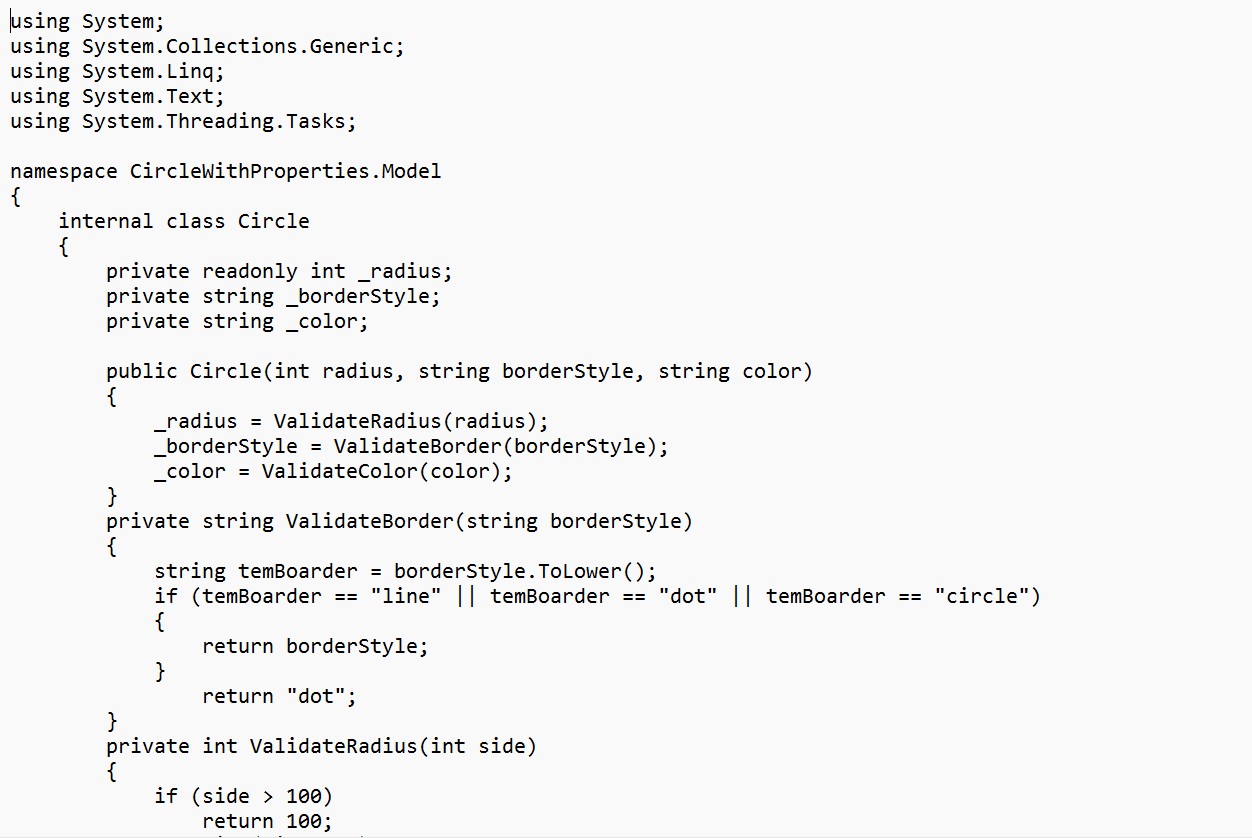 using System;
using System.Collections.Generic;
using System.Linq;
using System.Text;
using System.Threading.Tasks;

namespace CircleWithProperties.Model
{
    internal class Circle
    {
        private readonly int _radius;
        private string _borderStyle;
        private string _color;

        public Circle(int radius, string borderStyle, string color)
        {
            _radius = ValidateRadius(radius);
            _borderStyle = ValidateBorder(borderStyle);
            _color = ValidateColor(color);
        }
        private string ValidateBorder(string borderStyle)
        {
            string temBoarder = borderStyle.ToLower();
            if (temBoarder == "line" || temBoarder == "dot" || temBoarder == "circle")
            {
                return borderStyle;
            }
                return "dot";
        }
        private int ValidateRadius(int side)
        {
            if (side > 100)
                return 100;